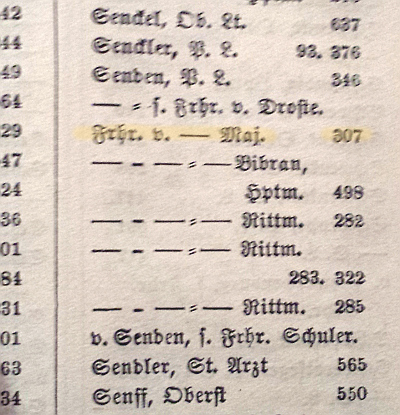 42
Senckel, Ob. Lt. 637
44
Senckler, P. L. 93. 376
49
Senden, P. L. 346
64
— = s. Frhr. v. Droste.
29
Frhr. v. — Maj. 307
47
— - —=—Bibran,
24
Hptm. 498
36
— - —=— Rittm. 282
01
— - —=— Rittm.
84
283. 322
31
— - —=— Rittm. 285
01
v. Senden, s. Frhr. Schuler.
63
Sendler, St. Arzt 565
34
Senff, Oberst 550